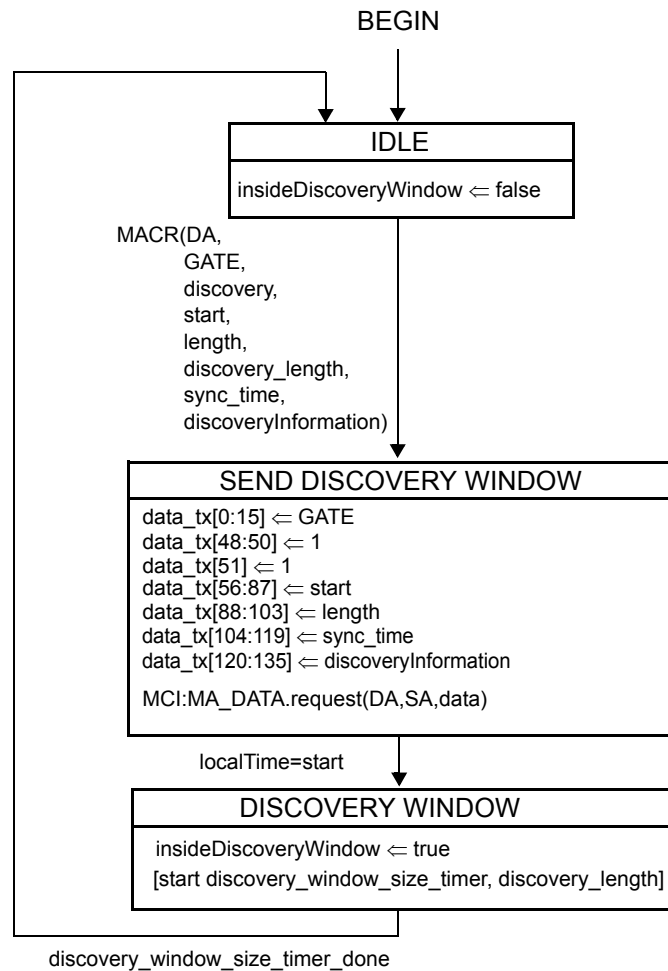 BEGIN
IDLE
insideDiscoveryWindow ⇐ false
MACR(DA,
GATE,
discovery,
start,
length,
discovery_length,
sync_time,
discoveryInformation)
SEND DISCOVERY WINDOW
data_tx[0:15] ⇐ GATE
data_tx[48:50] ⇐ 1
data_tx[51] ⇐ 1
data_tx[56:87] ⇐ start
data_tx[88:103] ⇐ length
data_tx[104:119] ⇐ sync_time
data_tx[120:135] ⇐ discoveryInformation
MCI:MA_DATA.request(DA,SA,data)
localTime=start
DISCOVERY WINDOW
insideDiscoveryWindow ⇐ true
[start discovery_window_size_timer, discovery_length]
discovery_window_size_timer_done